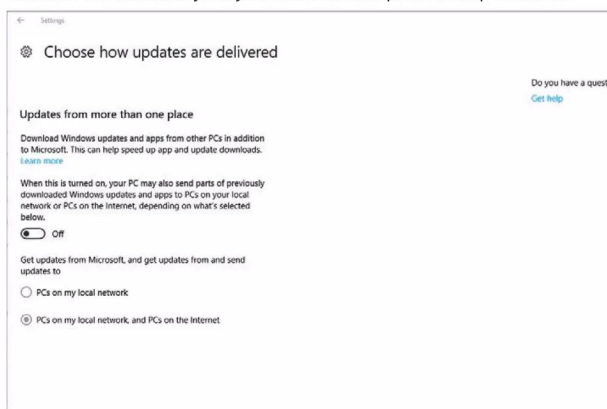 Settings
Choose how updates are delivered
Do you have a quest
Get help
Updates from more than one place
Download Windows updates and apps from other PCs in addition
to Microsoft. This can help speed up app and update downloads.
Learn more
When this is turned on, your PC may also send parts of previously
downloaded Windows updates and apps to PCs on your local
network or PCs on the Internet, depending on what's selected
below.
Off
Get updates from Microsoft, and get updates from and send
updates to
PCs on my local network
PCs on my local network, and PCs on the Internet